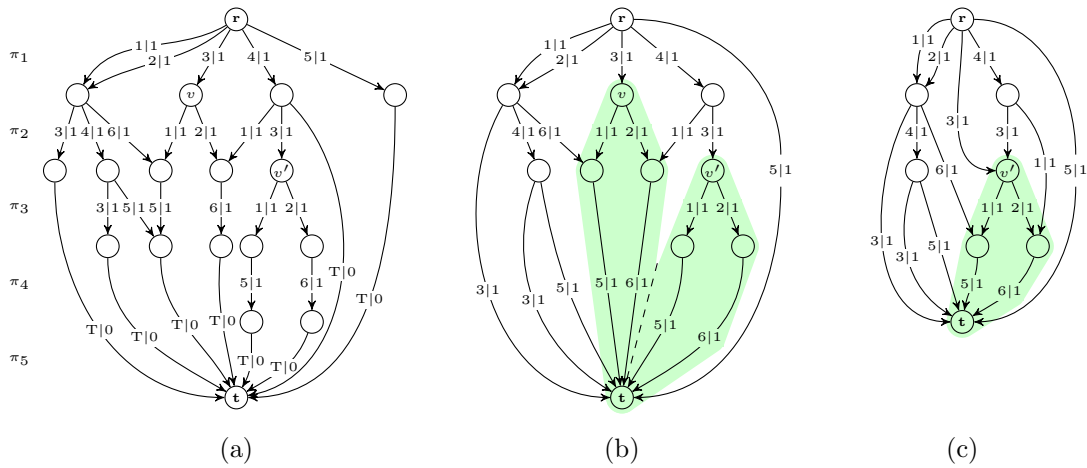 r r r
1|1 2|1 3|1 4|1 5|1 1|1 2|1 3|1 4|1 1|1 2|1 4|1
π1
v v
3|1 4|1 6|1 1|1 2|1 1|1 3|1 4|1 6|1 1|1 2|1 1|1 3|1 5|1 4|1 3|1 3|1 1|1 5|1
π2
v' v' v'
3|1 5|1 5|1 6|1 1|1 2|1 1|1 2|1 6|1 1|1 2|1
π3
T|0 T|0 5|1 6|1 3|1 3|1 5|1 5|1 6|1 3|1 3|1 5|1 5|1 6|1
π4
T|0 T|0 T|0 5|1 6|1 t
T|0 T|0
π5
t t
(a) (b) (c)